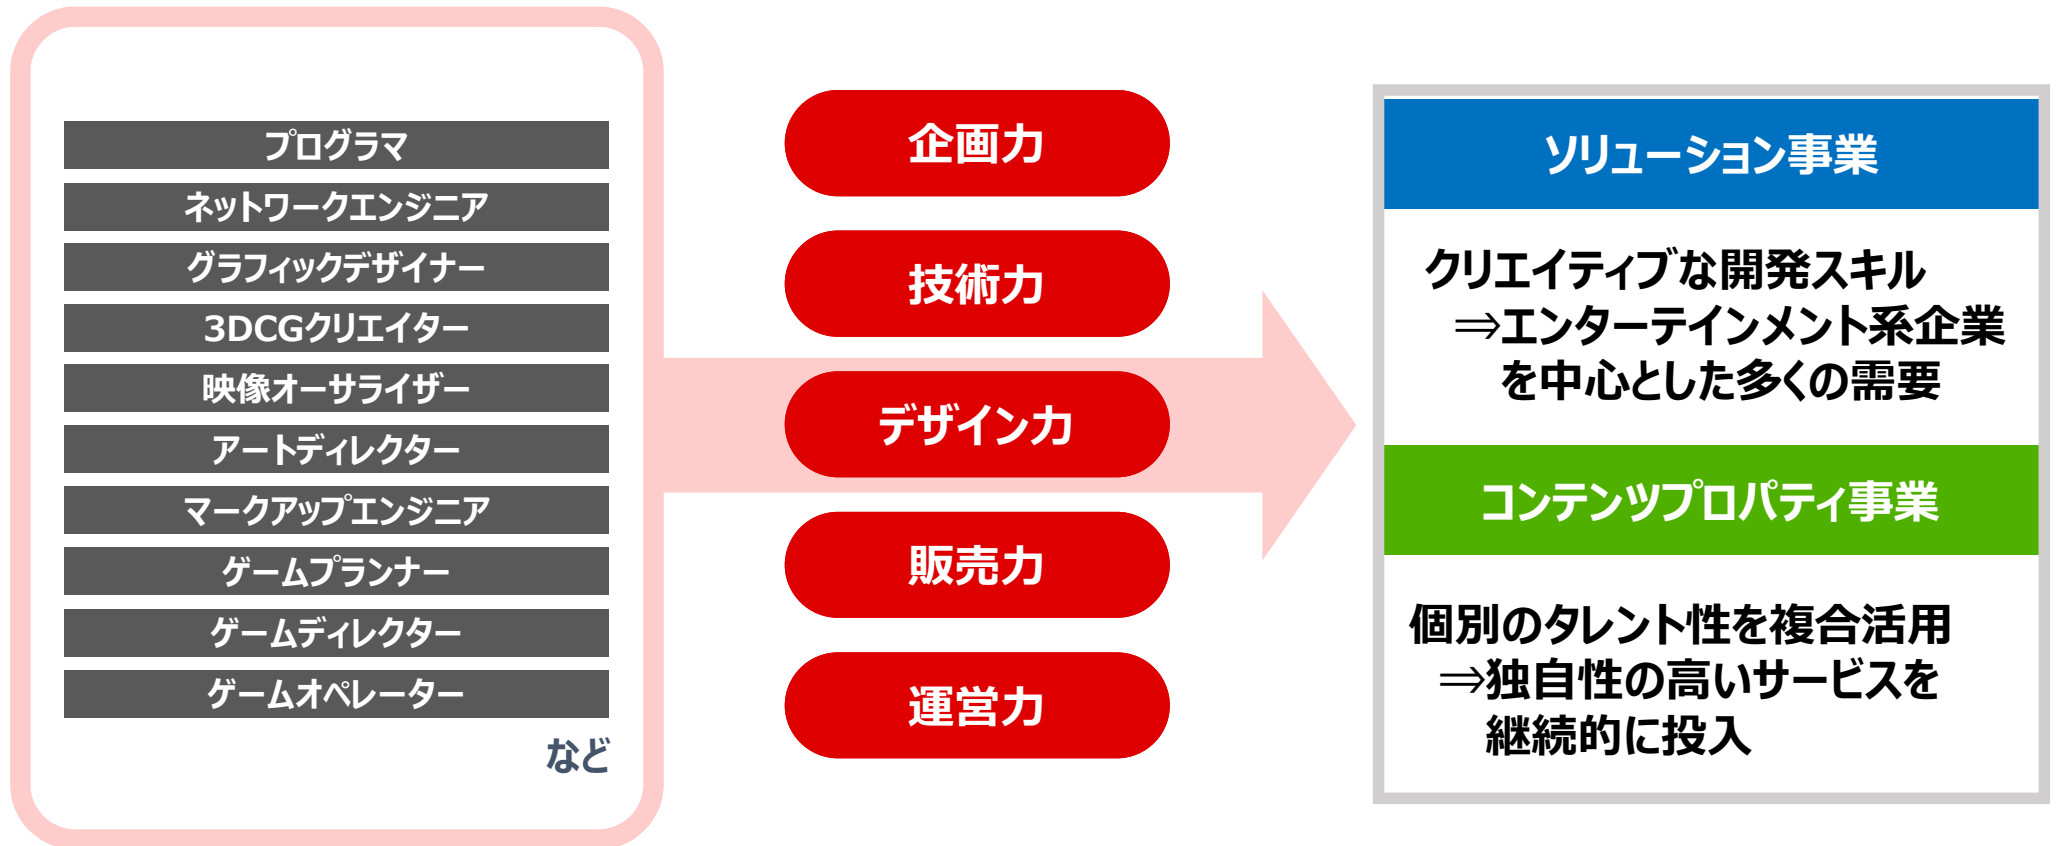 プログラマ
ネットワークエンジニア
グラフィックデザイナー
3DCGクリエイター
映像オーサライザー
アートディレクター
マークアップエンジニア
ゲームプランナー
ゲームディレクター
ゲームオペレーター
など
企画力
技術力
デザイン力
販売力
運営力
ソリューション事業
クリエイティブな開発スキル
⇒エンターテインメント系企業
を中心とした多くの需要
コンテンツプロパティ事業
個別のタレント性を複合活用
⇒独自性の高いサービスを
継続的に投入